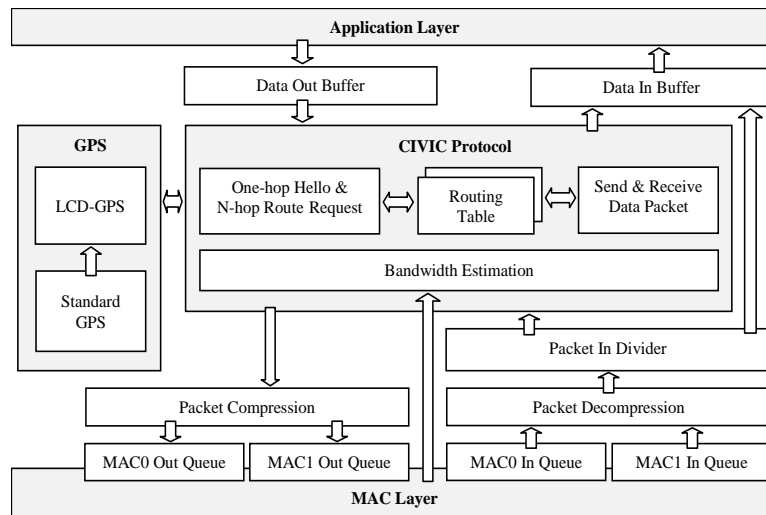 Application Layer
Data Out Buffer
Data In Buffer
GPS
CIVIC Protocol
LCD-GPS
One-hop Hello &
N-hop Route Request
Routing
Table
Send & Receive
Data Packet
Standard
GPS
Bandwidth Estimation
Packet In Divider
Packet Compression
Packet Decompression
MAC0 Out Queue
MAC1 Out Queue
MAC0 In Queue
MAC1 In Queue
MAC Layer